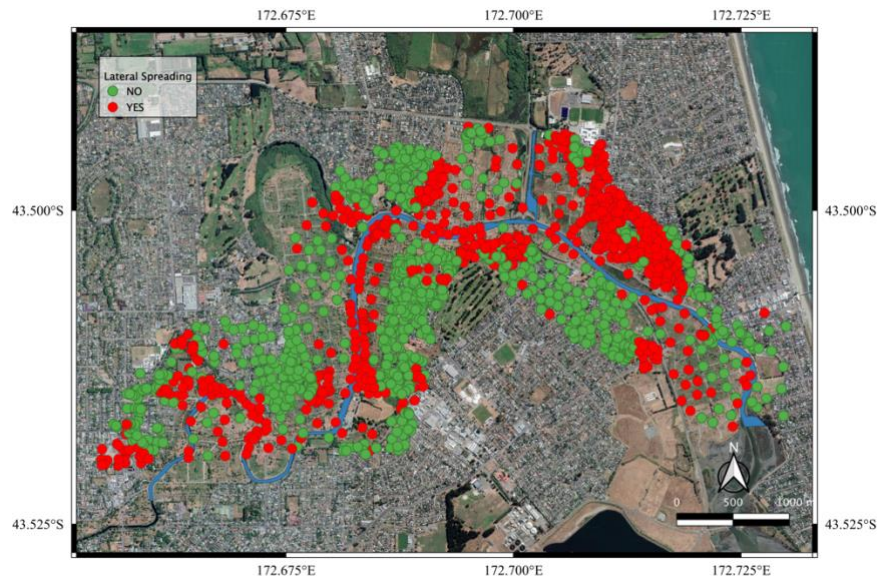 172.675°E 172.700°E 172.725°E
Lateral Spreading
NO
YES
43.500°S 43.500°S
N
0 500 1000 m
43.525°S 43.525°S
172.675°E 172.700°E 172.725°E